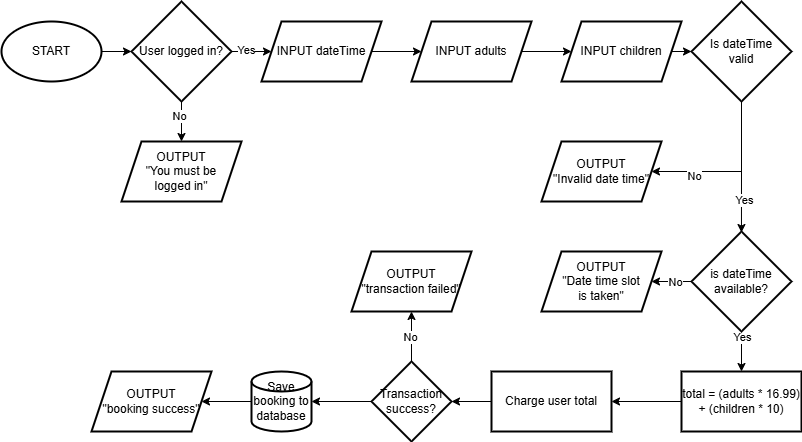 START
User logged in?
Yes
INPUT dateTime
INPUT adults
INPUT children
Is dateTime
valid
No
OUTPUT
"You must be
logged in"
OUTPUT
"Invalid date time"
No
Yes
OUTPUT
"Date time slot
is taken"
No
is dateTime
available?
OUTPUT
"transaction failed"
No
Yes
OUTPUT
"booking success"
Save
booking to
database
Transaction
success?
Charge user total
total = (adults * 16.99)
+ (children * 10)